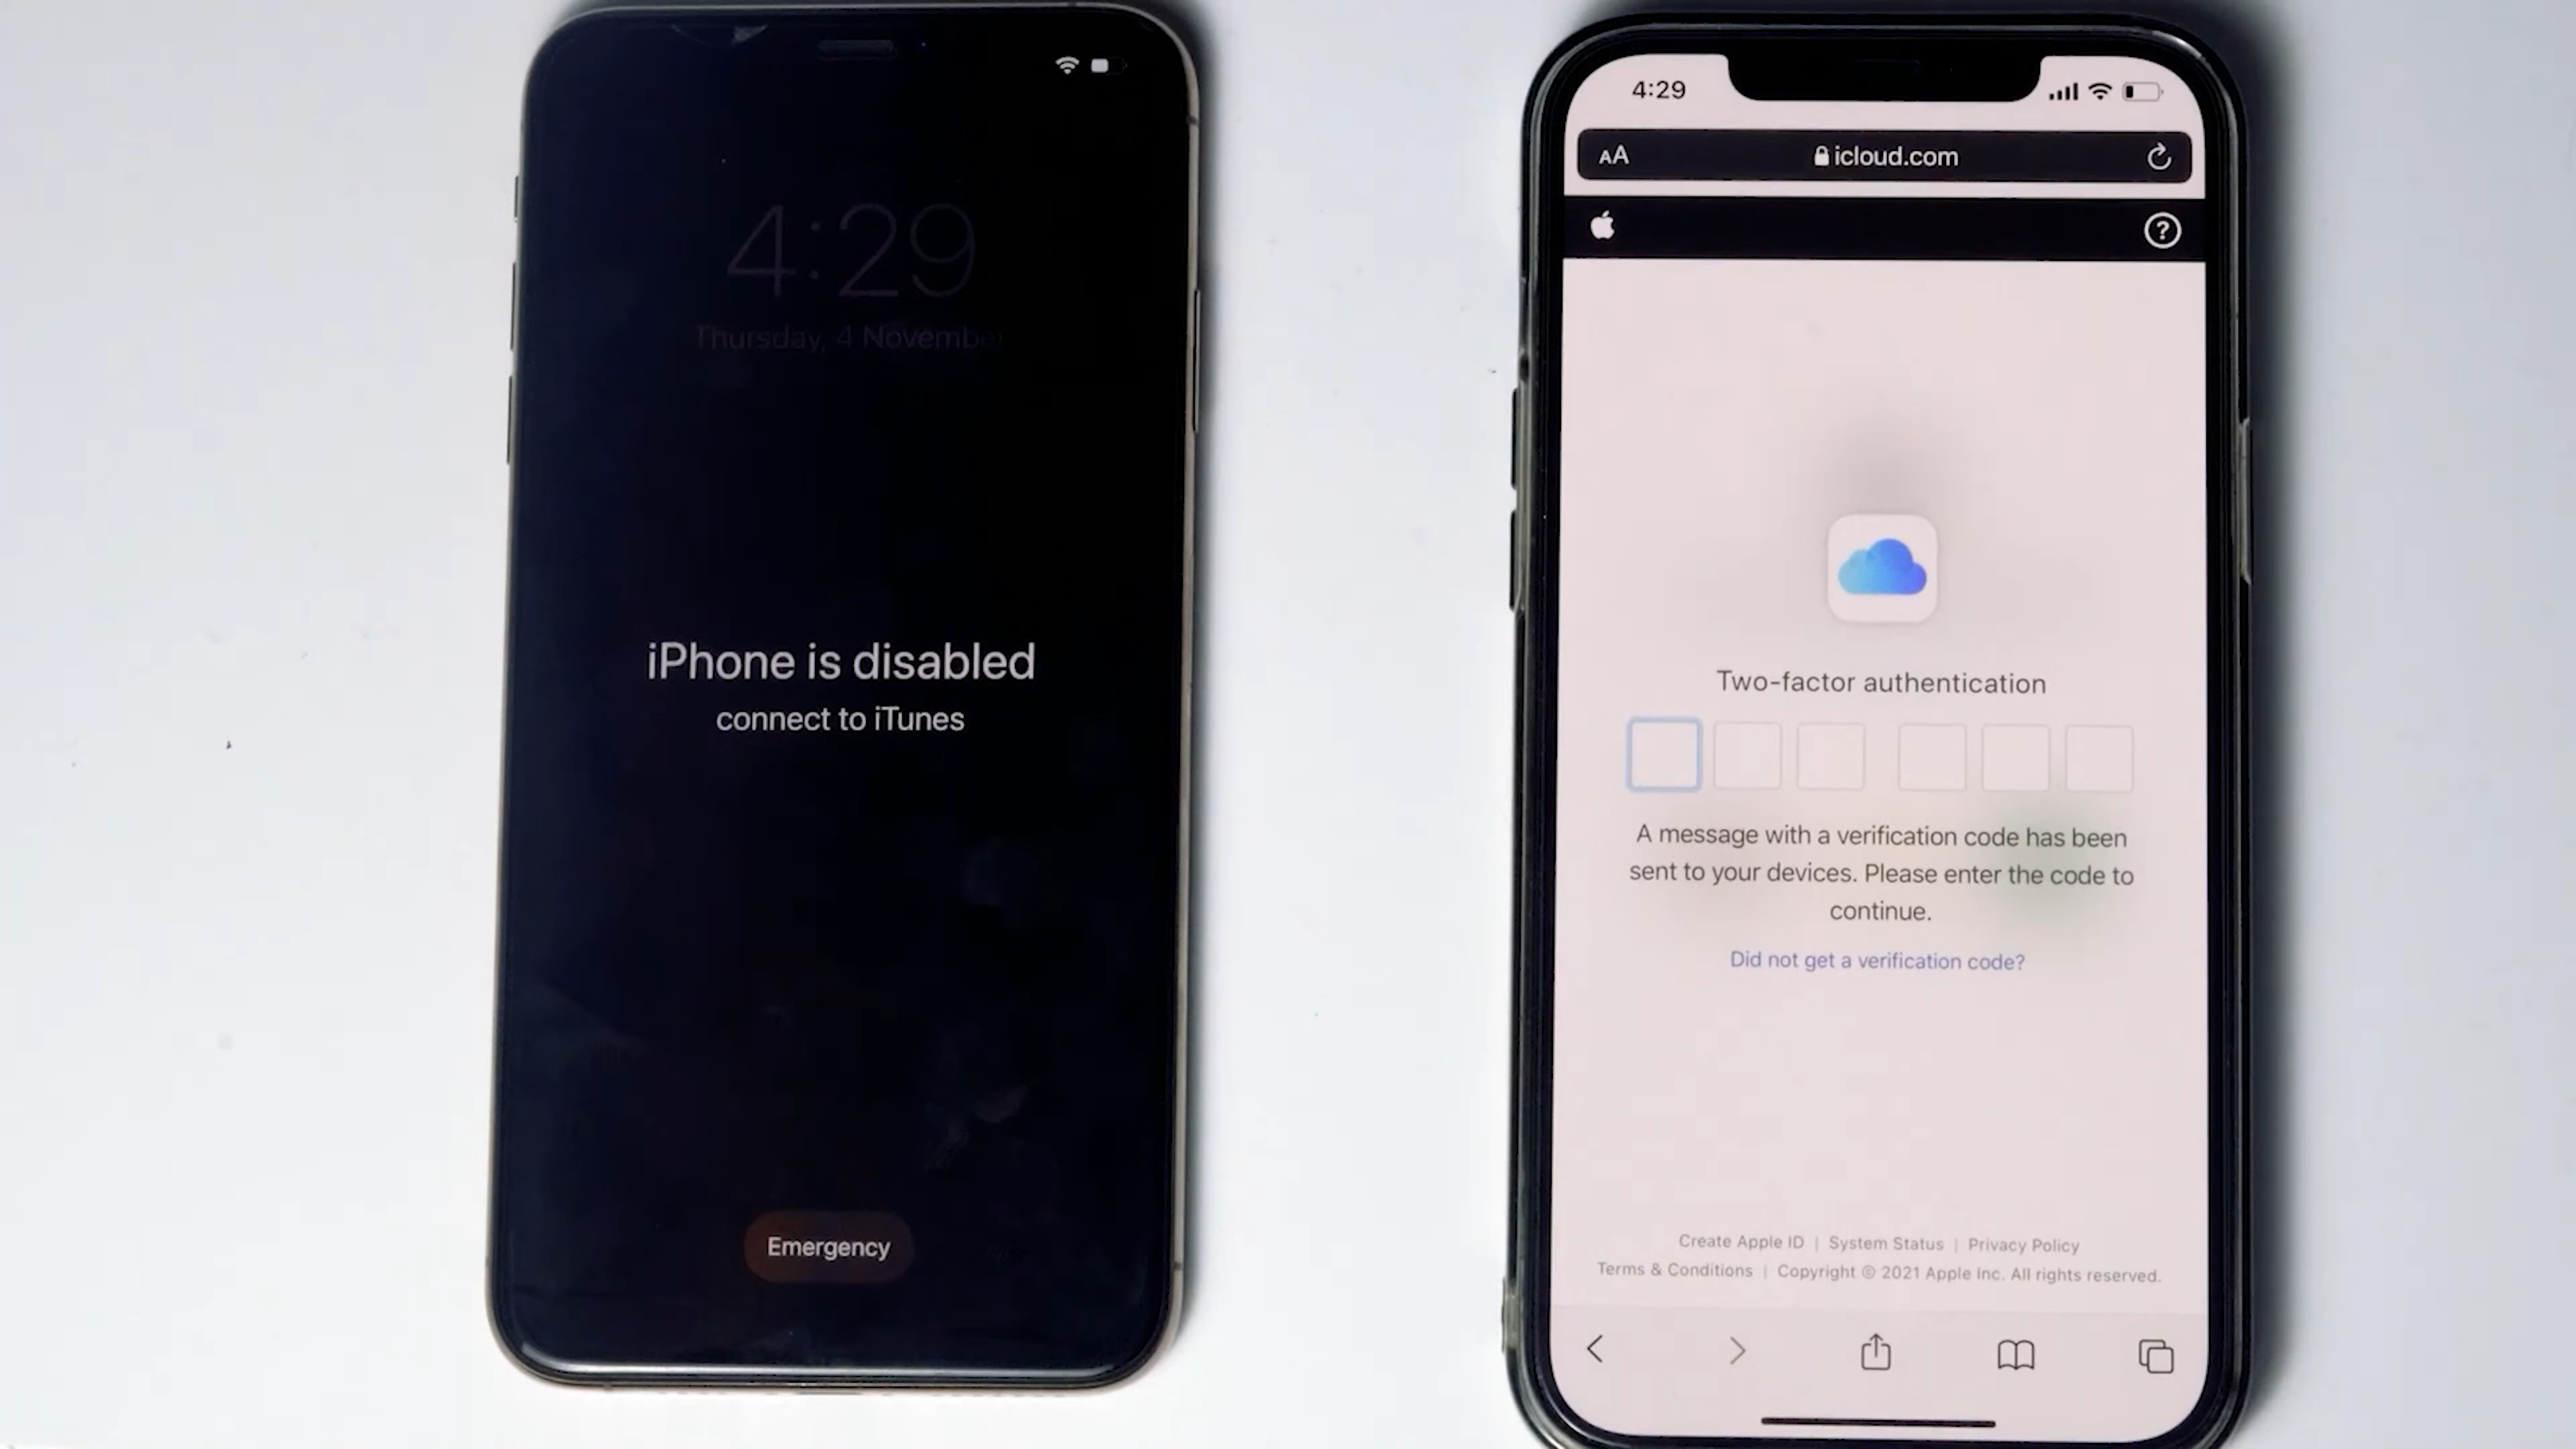 4:29
Thursday, 4 November
iPhone is disabled
connect to iTunes
Emergency
4:29
AA
icloud.com
?
Two-factor authentication
A message with a verification code has been
sent to your devices. Please enter the code to
continue.
Did not get a verification code?
Create Apple ID | System Status | Privacy Policy
Terms & Conditions | Copyright © 2021 Apple Inc. All rights reserved.